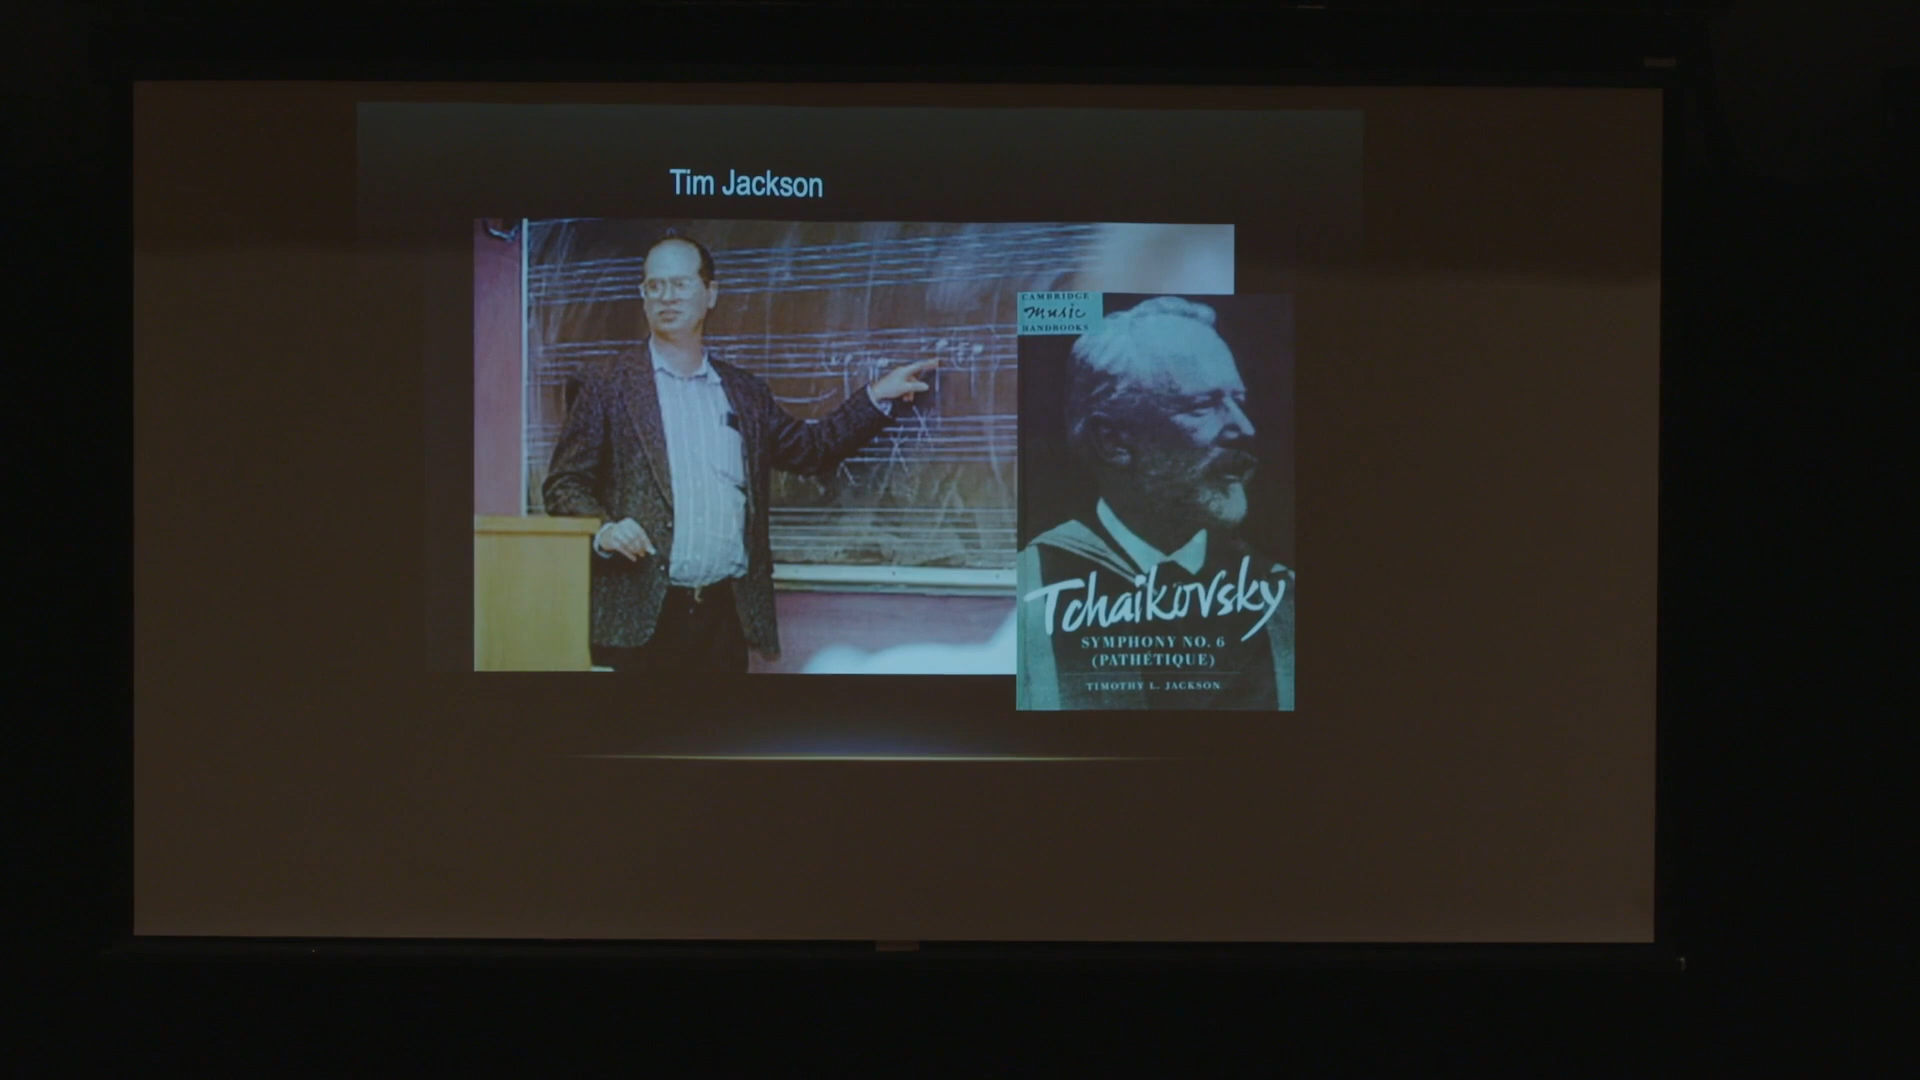 Tim Jackson
CAMBRIDGE
music
HANDBOOKS
Tchaikovsky
SYMPHONY NO. 6
(PATHÉTIQUE)
TIMOTHY L. JACKSON